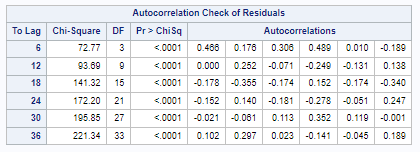 Autocorrelation Check of Residuals
To Lag Chi-Square DF Pr > ChiSq Autocorrelations
6 72.77 3 <.0001 0.466 0.176 0.306 0.489 0.010 -0.189
12 93.69 9 <.0001 0.000 0.252 -0.071 -0.249 -0.131 0.138
18 141.32 15 <.0001 -0.178 -0.355 -0.174 0.152 -0.174 -0.340
24 172.20 21 <.0001 -0.152 0.140 -0.181 -0.278 -0.051 0.247
30 195.85 27 <.0001 -0.021 -0.061 0.113 0.352 0.119 -0.001
36 221.34 33 <.0001 0.102 0.297 0.023 -0.141 -0.045 0.189